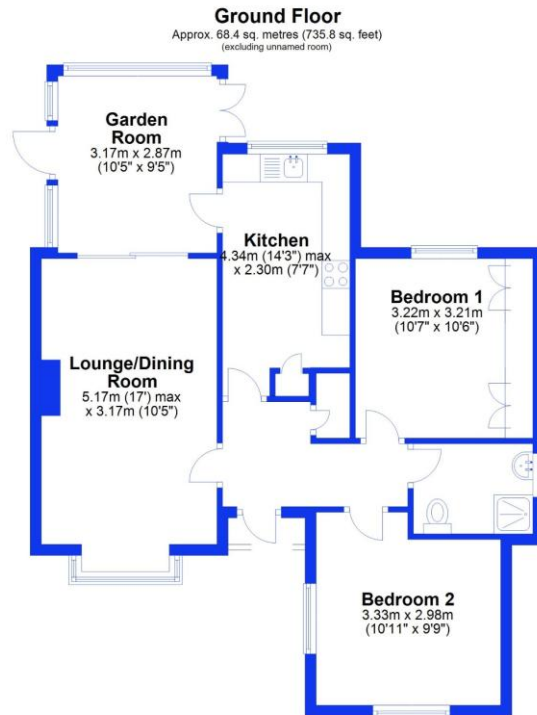 Ground Floor
Approx. 68.4 sq. metres (735.8 sq. feet)
(excluding unnamed room)
Garden
Room
3.17m x 2.87m
(10'5" x 9'5")
Kitchen
4.34m (14'3") max
x 2.30m (7'7")
Bedroom 1
3.22m x 3.21m
(10'7" x 10'6")
Lounge/Dining
Room
5.17m (17') max
x 3.17m (10'5")
Bedroom 2
3.33m x 2.98m
(10'11" x 9'9")